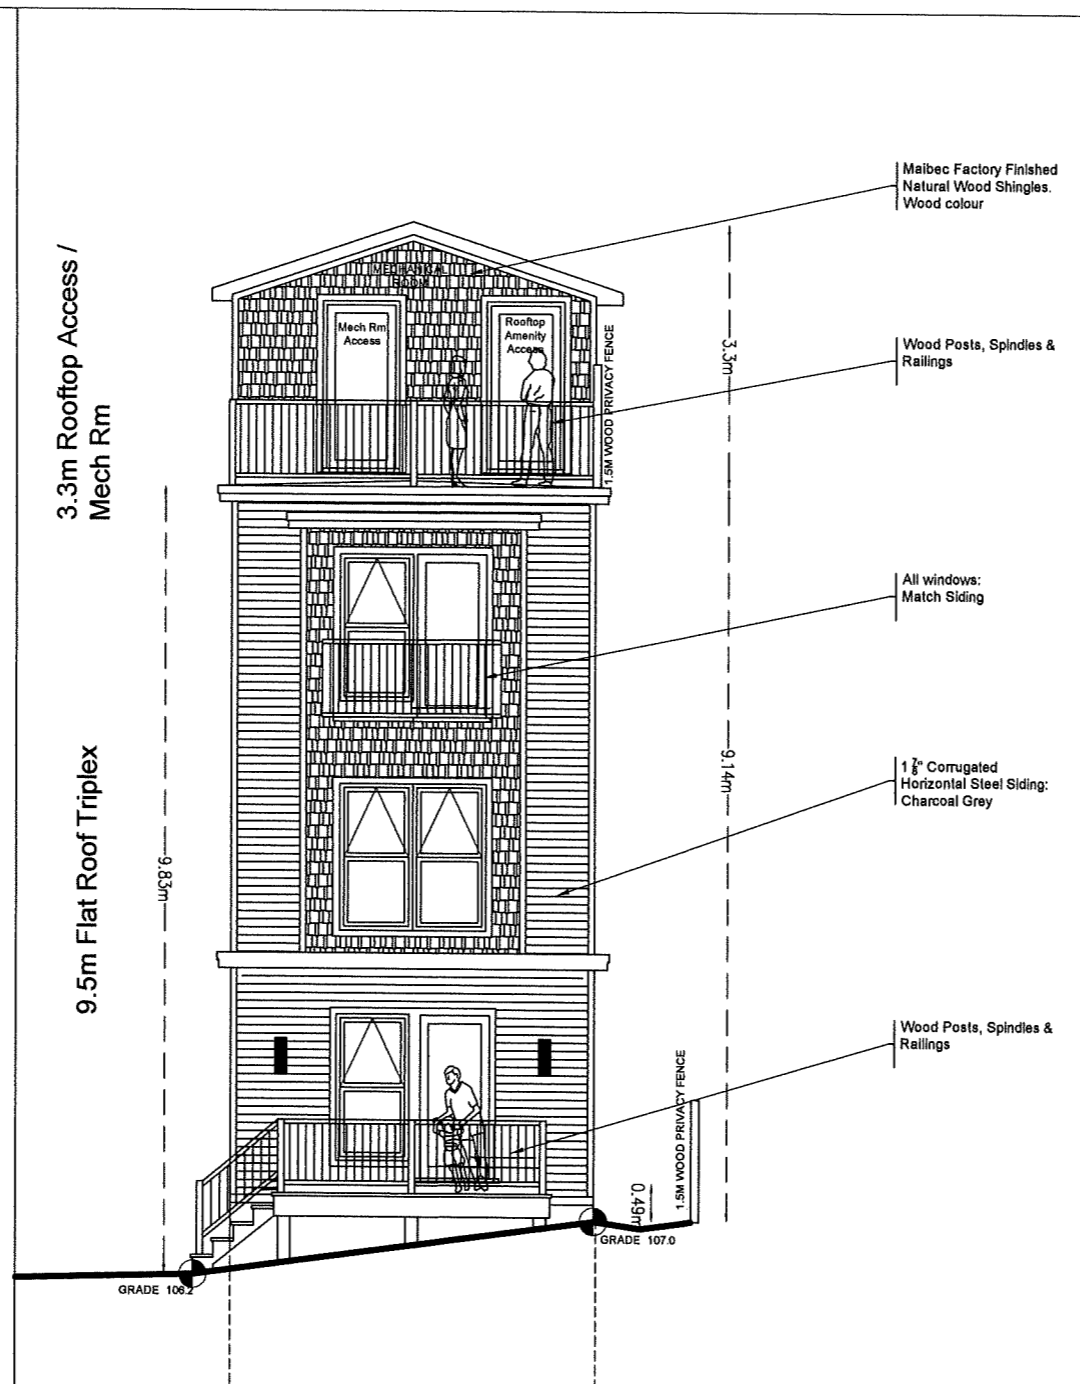 Maibec Factory Finished
Natural Wood Shingles.
Wood colour
3.3m Rooftop Access /
Mech Rm
MECHANICAL
ROOM
Mech Rm
Access
Rooftop
Amenity
Access
1.5M WOOD PRIVACY FENCE
3.3m
Wood Posts, Spindles &
Railings
All windows:
Match Siding
9.14m
1 ⅞" Corrugated
Horizontal Steel Siding:
Charcoal Grey
9.5m Flat Roof Triplex
9.83m
Wood Posts, Spindles &
Railings
1.5M WOOD PRIVACY FENCE
0.49m
GRADE 107.0
GRADE 106.2